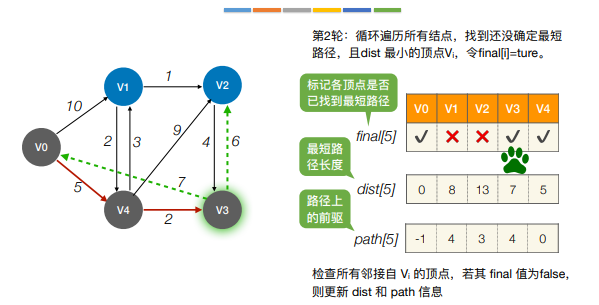 第2轮：循环遍历所有结点，找到还没确定最短
路径，且dist 最小的顶点Vi，令final[i]=ture。
标记各顶点是否
已找到最短路径
V0 V1 V2 V3 V4
final[5] ✓ ✗ ✗ ✓ ✓
最短路
径长度
dist[5] 0 8 13 7 5
路径上
的前驱
path[5] -1 4 3 4 0
检查所有邻接自 Vi 的顶点，若其 final 值为false，
则更新 dist 和 path 信息
V1 1 V2
10
2 3 9 4 6
V0
7
5
V4 2 V3